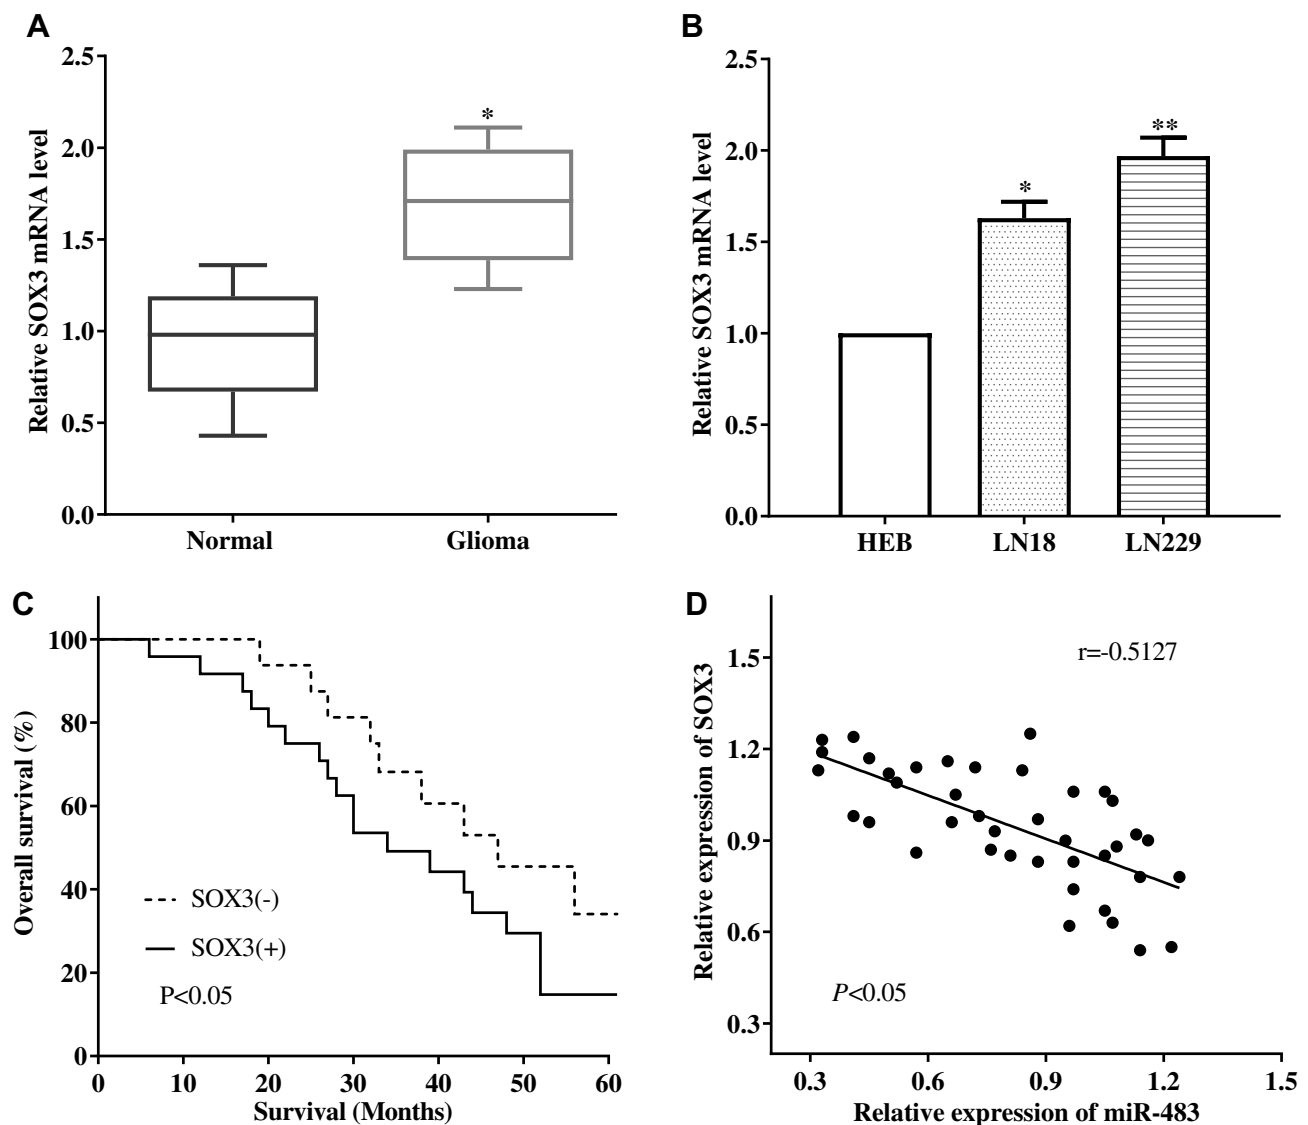 A
Relative SOX3 mRNA level
2.5
2.0
1.5
1.0
0.5
0.0
*
Normal
Glioma
B
Relative SOX3 mRNA level
2.5
2.0
1.5
1.0
0.5
0.0
*
**
HEB
LN18
LN229
C
Overall survival (%)
100
80
60
40
20
0
SOX3(-)
SOX3(+)
P<0.05
0
10
20
30
40
50
60
Survival (Months)
D
Relative expression of SOX3
1.5
1.2
0.9
0.6
0.3
r=-0.5127
P<0.05
0.3
0.6
0.9
1.2
1.5
Relative expression of miR-483